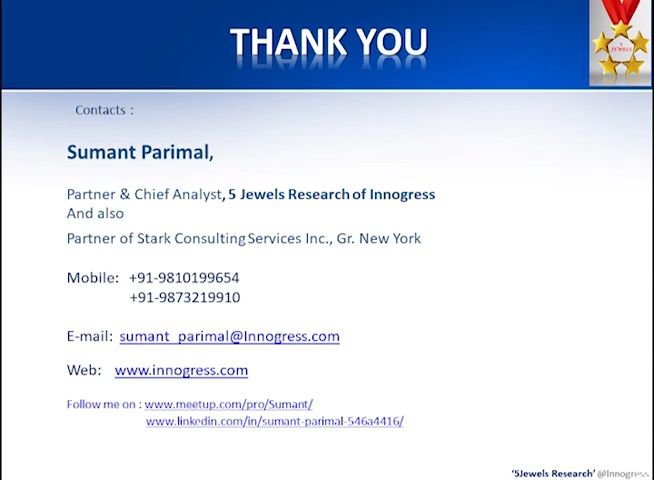 THANK YOU
5
JEWELS
Contacts :
Sumant Parimal,
Partner & Chief Analyst, 5 Jewels Research of Innogress
And also
Partner of Stark Consulting Services Inc., Gr. New York
Mobile: +91-9810199654
+91-9873219910
E-mail: sumant_parimal@Innogress.com
Web: www.innogress.com
Follow me on : www.meetup.com/pro/Sumant/
www.linkedin.com/in/sumant-parimal-546a4416/
'5Jewels Research' @Innogress